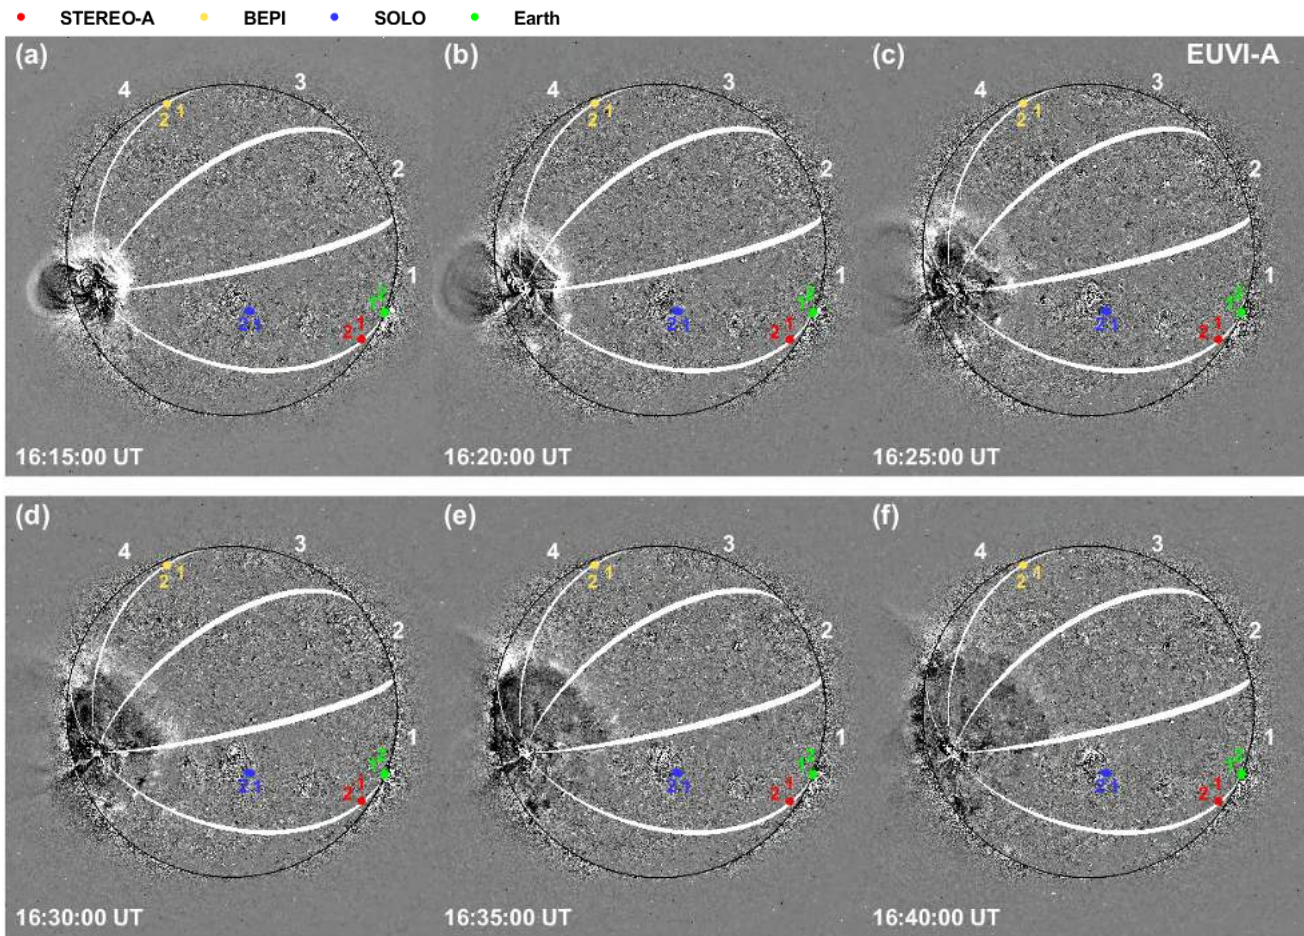 STEREO-A BEPI SOLO Earth
(a) (b) (c) EUVI-A
4 3 4 3 4 3
2 1 2 1 2 1
2 2 2
1 1 1
1 2 1 2 1 2
2 1 2 1 2 1
2 1 2 1 2 1
16:15:00 UT 16:20:00 UT 16:25:00 UT
(d) (e) (f)
4 3 4 3 4 3
2 1 2 1 2 1
2 2 2
1 1 1
1 2 1 2 1 2
2 1 2 1 2 1
2 1 2 1 2 1
16:30:00 UT 16:35:00 UT 16:40:00 UT